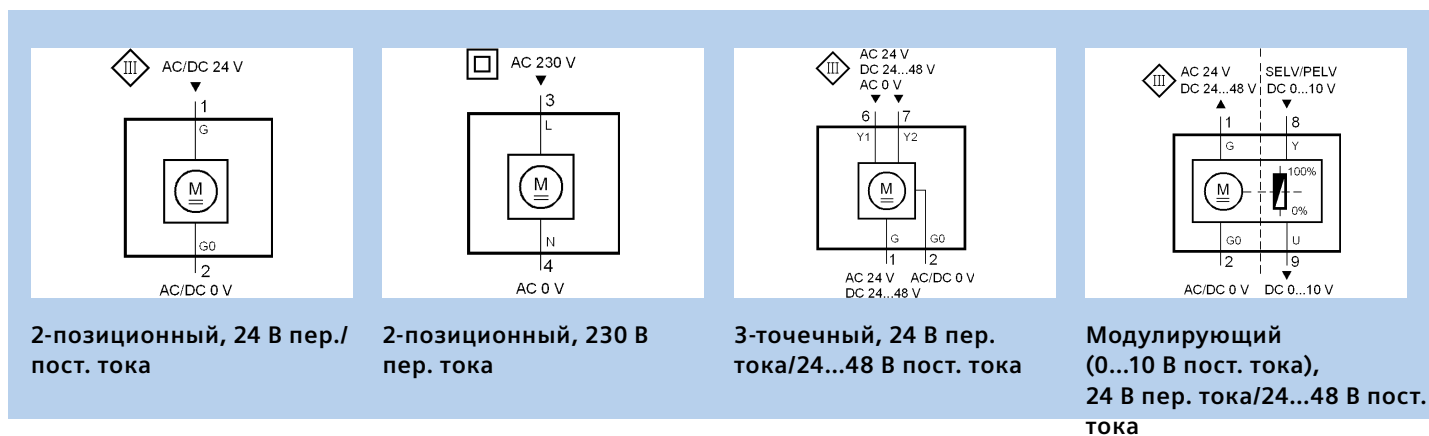 III
AC/DC 24 V
1
G
M
G0
2
AC/DC 0 V
2-позиционный, 24 В пер./
пост. тока
AC 230 V
3
L
M
N
4
AC 0 V
2-позиционный, 230 В
пер. тока
III
AC 24 V
DC 24...48 V
AC 0 V
6 7
Y1 Y2
M
G G0
1 2
AC 24 V AC/DC 0 V
DC 24...48 V
3-точечный, 24 В пер.
тока/24...48 В пост. тока
III
AC 24 V SELV/PELV
DC 24...48 V DC 0...10 V
1 8
G Y
100%
M
0%
G0 U
2 9
AC/DC 0 V DC 0...10 V
Модулирующий
(0...10 В пост. тока),
24 В пер. тока/24...48 В пост.
тока